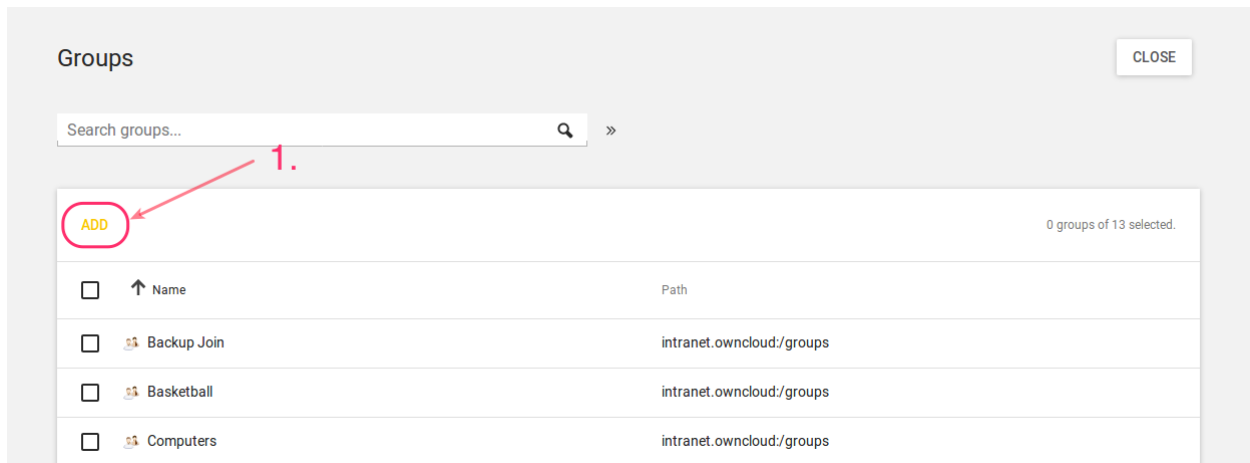 Groups
CLOSE
Search groups... »
1.
ADD
0 groups of 13 selected.
Name Path
Backup Join intranet.owncloud:/groups
Basketball intranet.owncloud:/groups
Computers intranet.owncloud:/groups